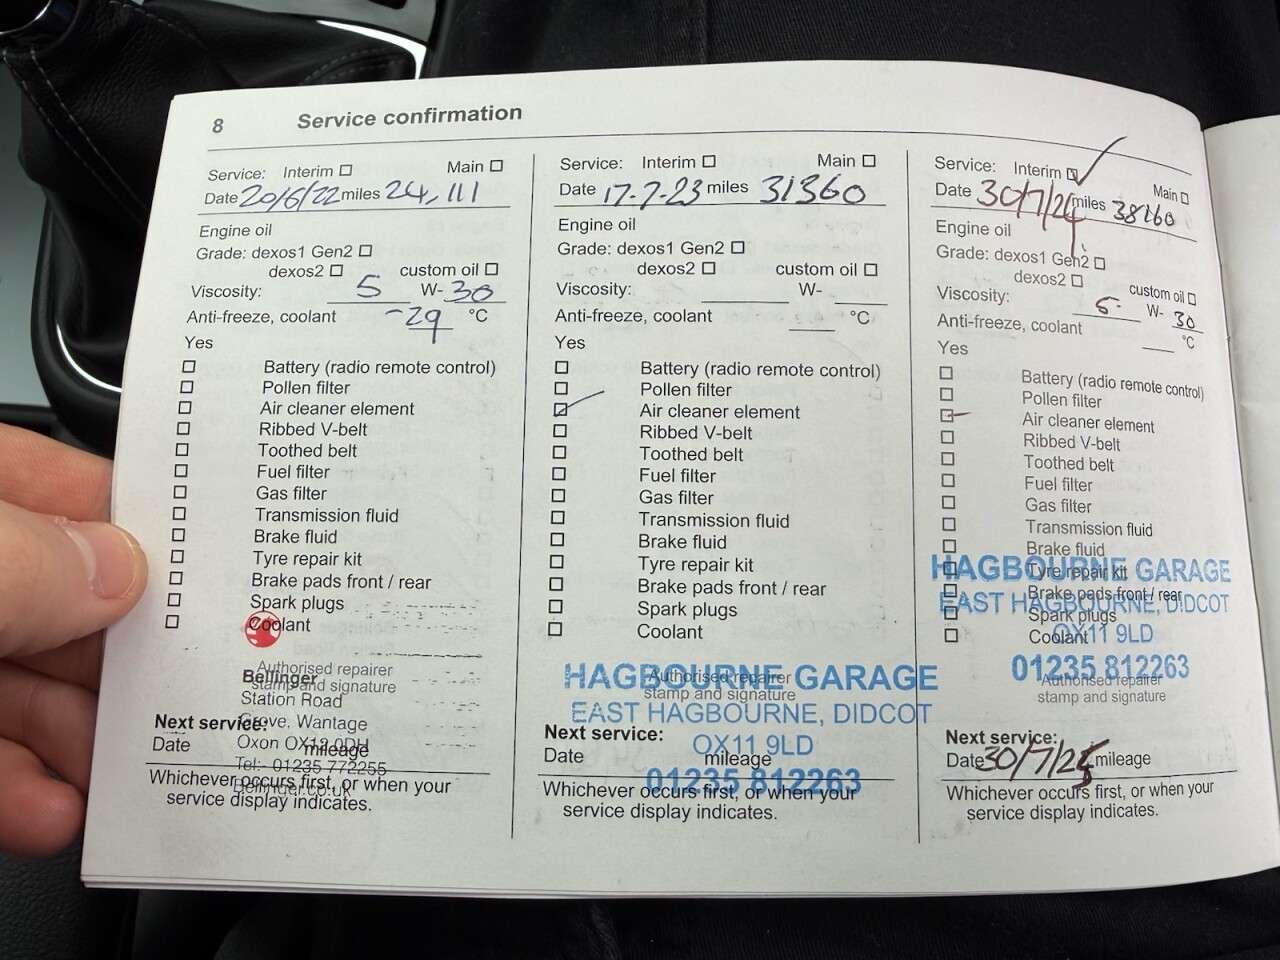 8 Service confirmation
Service: Interim Main
Date 20/6/22 miles 24,111
Engine oil
Grade: dexos1 Gen2
dexos2 custom oil
Viscosity: 5 W- 30
Anti-freeze, coolant -29 °C
Yes
Battery (radio remote control)
Pollen filter
Air cleaner element
Ribbed V-belt
Toothed belt
Fuel filter
Gas filter
Transmission fluid
Brake fluid
Tyre repair kit
Brake pads front / rear
Spark plugs
Coolant
Authorised repairer
stamp and signature
Bellinger
Station Road
Grove, Wantage
Oxon OX12 0DH
Tel:- 01235 772255
Bellinger.co.uk
Next service:
Date mileage
Whichever occurs first, or when your
service display indicates.
Service: Interim Main
Date 17-7-23 miles 31360
Engine oil
Grade: dexos1 Gen2
dexos2 custom oil
Viscosity: W-
Anti-freeze, coolant °C
Yes
Battery (radio remote control)
Pollen filter
Air cleaner element
Ribbed V-belt
Toothed belt
Fuel filter
Gas filter
Transmission fluid
Brake fluid
Tyre repair kit
Brake pads front / rear
Spark plugs
Coolant
Authorised repairer
stamp and signature
HAGBOURNE GARAGE
EAST HAGBOURNE, DIDCOT
OX11 9LD
01235 812263
Next service:
Date mileage
Whichever occurs first, or when your
service display indicates.
Service: Interim Main
Date 30/7/24 miles 38160
Engine oil
Grade: dexos1 Gen2
dexos2 custom oil
Viscosity: 5 W- 30
Anti-freeze, coolant °C
Yes
Battery (radio remote control)
Pollen filter
Air cleaner element
Ribbed V-belt
Toothed belt
Fuel filter
Gas filter
Transmission fluid
Brake fluid
Tyre repair kit
Brake pads front / rear
Spark plugs
Coolant
HAGBOURNE GARAGE
EAST HAGBOURNE, DIDCOT
OX11 9LD
01235 812263
Authorised repairer
stamp and signature
Next service:
Date 30/7/25 mileage
Whichever occurs first, or when your
service display indicates.